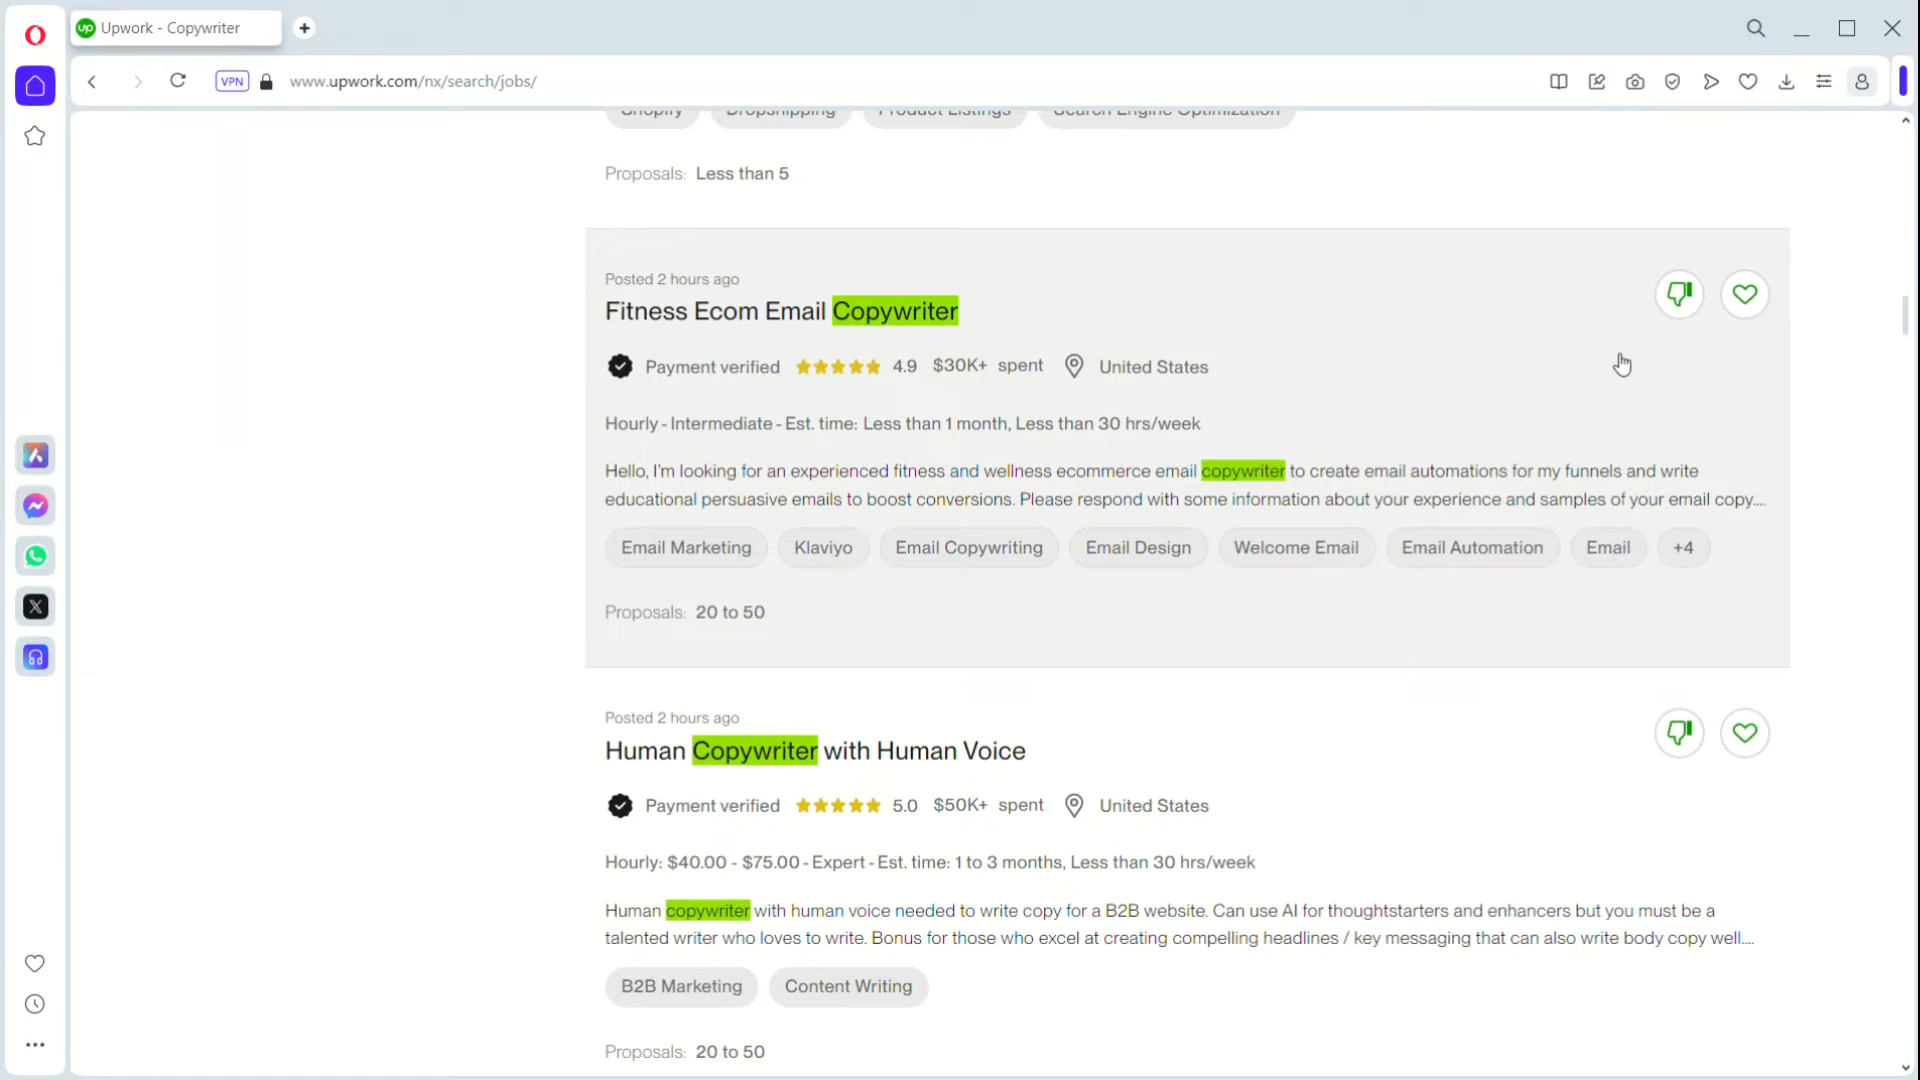 Upwork - Copywriter
VPN
www.upwork.com/nx/search/jobs/
Shopify Dropshipping Product Listings Search Engine Optimization
Proposals: Less than 5
Posted 2 hours ago
Fitness Ecom Email Copywriter
Payment verified 4.9 $30K+ spent United States
Hourly - Intermediate - Est. time: Less than 1 month, Less than 30 hrs/week
Hello, I'm looking for an experienced fitness and wellness ecommerce email copywriter to create email automations for my funnels and write
educational persuasive emails to boost conversions. Please respond with some information about your experience and samples of your email copy....
Email Marketing Klaviyo Email Copywriting Email Design Welcome Email Email Automation Email +4
Proposals: 20 to 50
Posted 2 hours ago
Human Copywriter with Human Voice
Payment verified 5.0 $50K+ spent United States
Hourly: $40.00 - $75.00 - Expert - Est. time: 1 to 3 months, Less than 30 hrs/week
Human copywriter with human voice needed to write copy for a B2B website. Can use AI for thoughtstarters and enhancers but you must be a
talented writer who loves to write. Bonus for those who excel at creating compelling headlines / key messaging that can also write body copy well....
B2B Marketing Content Writing
Proposals: 20 to 50